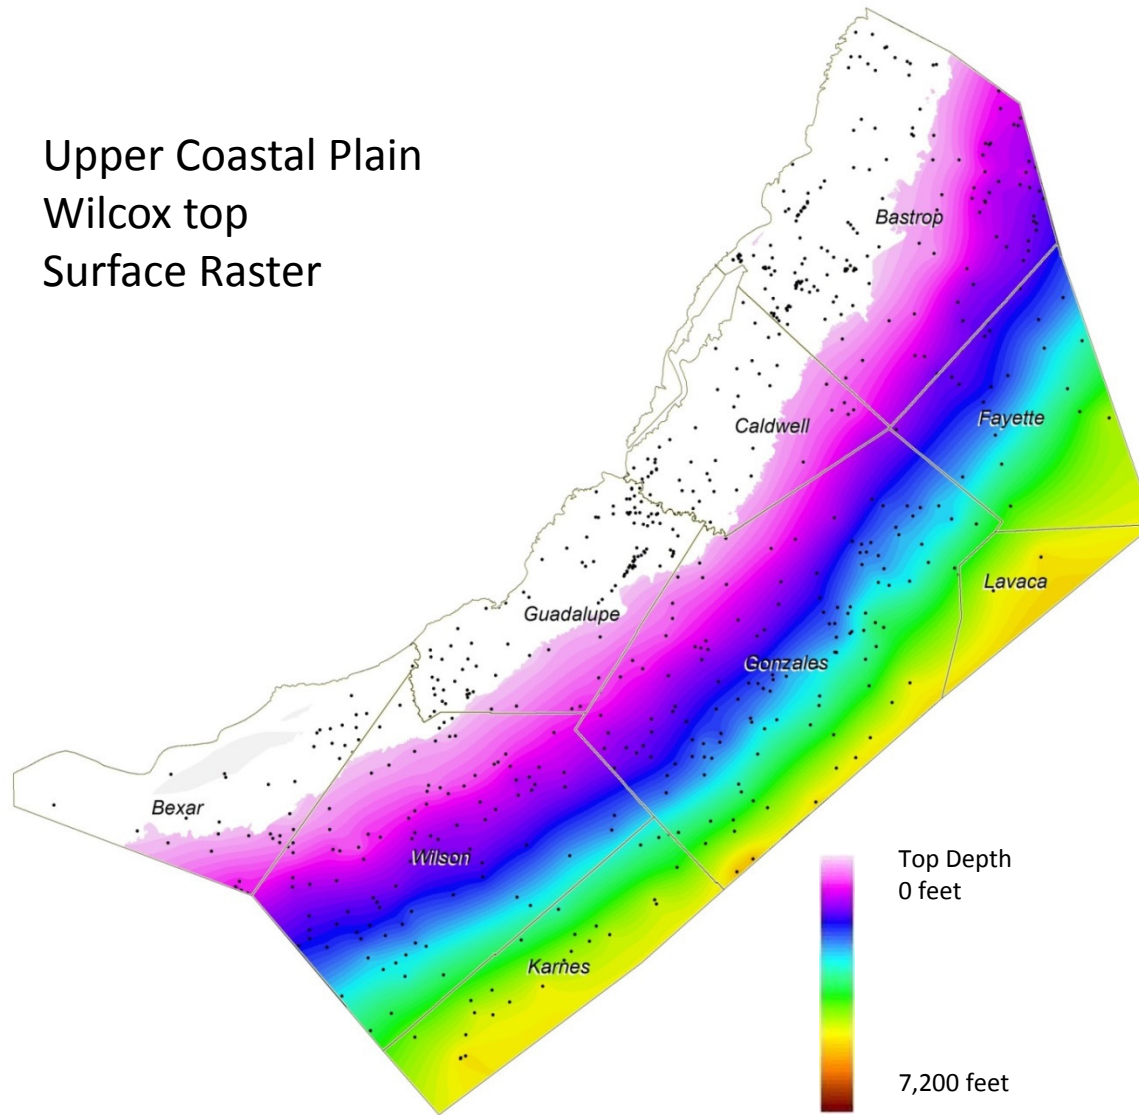 Upper Coastal Plain
Wilcox top
Surface Raster
Bastrop
Fayette
Caldwell
Lavaca
Guadalupe
Gonzales
Bexar
Wilson
Karnes
Top Depth
0 feet
7,200 feet